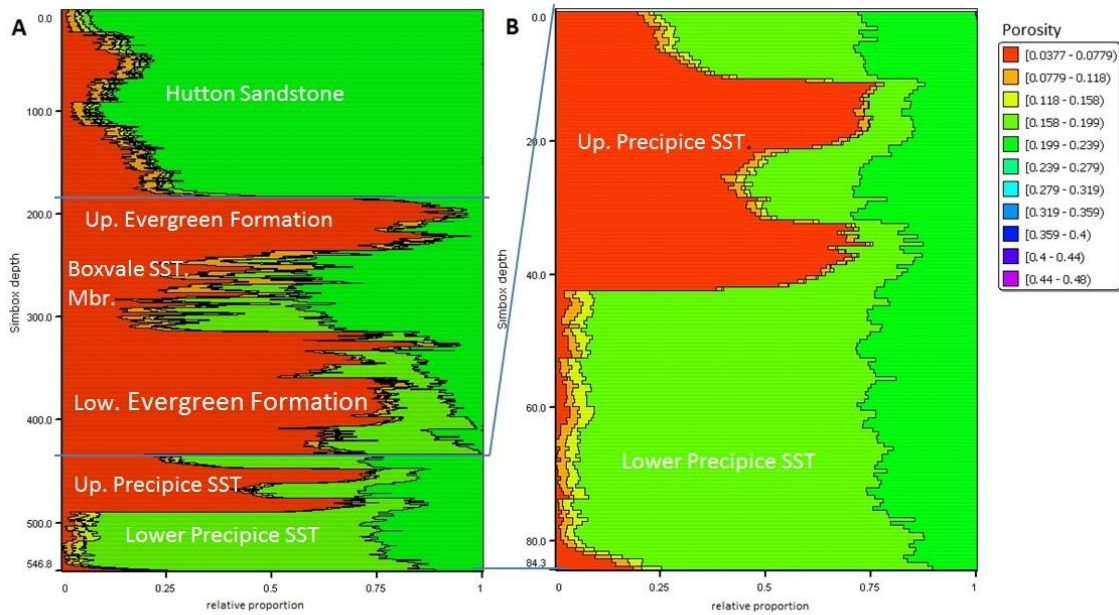 A
0.0
100.0
200.0
300.0
400.0
500.0
546.8
Simbox depth
Hutton Sandstone
Up. Evergreen Formation
Boxvale SST.
Mbr.
Low. Evergreen Formation
Up. Precipice SST
Lower Precipice SST
0
0.25
0.5
0.75
1
relative proportion
B
0.0
20.0
40.0
60.0
80.0
84.3
Simbox depth
Up. Precipice SST.
Lower Precipice SST
0
0.25
0.5
0.75
1
relative proportion
Porosity
[0.0377 - 0.0779]
[0.0779 - 0.118]
[0.118 - 0.158]
[0.158 - 0.199]
[0.199 - 0.239]
[0.239 - 0.279]
[0.279 - 0.319]
[0.319 - 0.359]
[0.359 - 0.4]
[0.4 - 0.44]
[0.44 - 0.48]